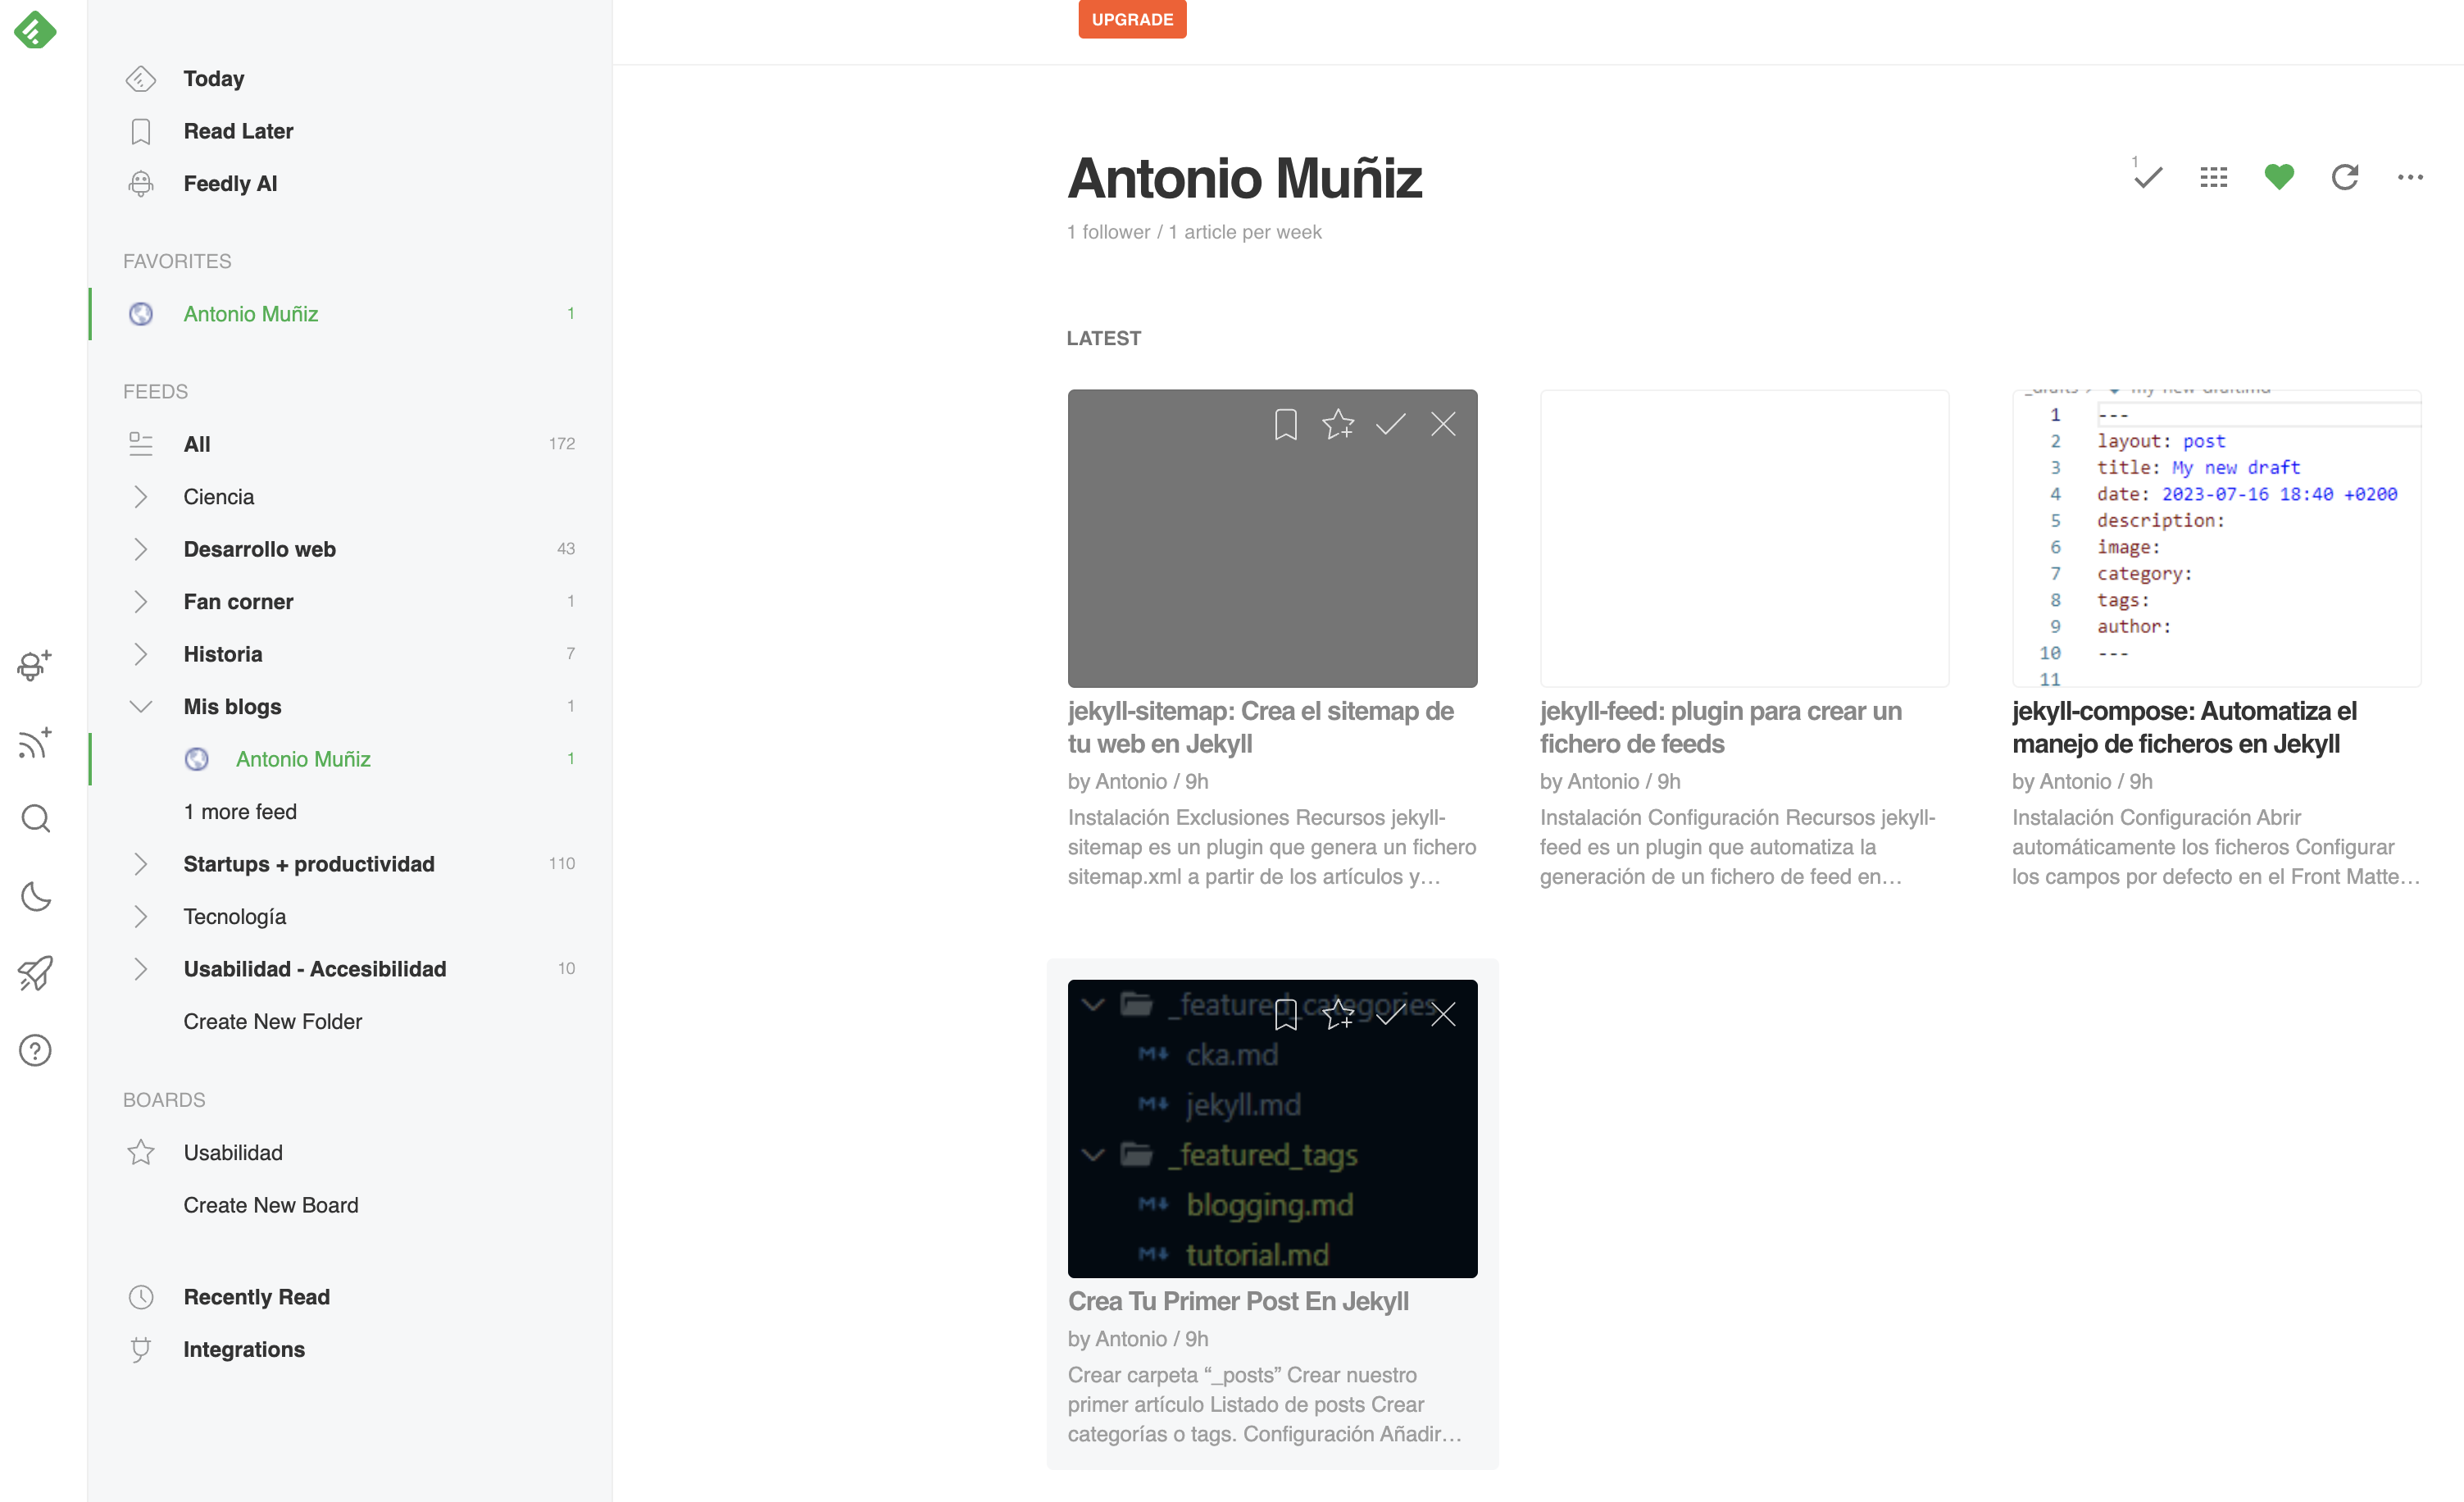 UPGRADE
Today
Read Later
Feedly AI
FAVORITES
Antonio Muñiz 1
FEEDS
All 172
Ciencia
Desarrollo web 43
Fan corner 1
Historia 7
Mis blogs 1
Antonio Muñiz 1
1 more feed
Startups + productividad 110
Tecnología
Usabilidad - Accesibilidad 10
Create New Folder
BOARDS
Usabilidad
Create New Board
Recently Read
Integrations
Antonio Muñiz
1 follower / 1 article per week
1
LATEST
jekyll-sitemap: Crea el sitemap de
tu web en Jekyll
by Antonio / 9h
Instalación Exclusiones Recursos jekyll-
sitemap es un plugin que genera un fichero
sitemap.xml a partir de los artículos y…
jekyll-feed: plugin para crear un
fichero de feeds
by Antonio / 9h
Instalación Configuración Recursos jekyll-
feed es un plugin que automatiza la
generación de un fichero de feed en…
_drafts > my new draft.md
1 ---
2 layout: post
3 title: My new draft
4 date: 2023-07-16 18:40 +0200
5 description:
6 image:
7 category:
8 tags:
9 author:
10 ---
11
jekyll-compose: Automatiza el
manejo de ficheros en Jekyll
by Antonio / 9h
Instalación Configuración Abrir
automáticamente los ficheros Configurar
los campos por defecto en el Front Matte…
_featured_categories
cka.md
jekyll.md
_featured_tags
blogging.md
tutorial.md
Crea Tu Primer Post En Jekyll
by Antonio / 9h
Crear carpeta “_posts” Crear nuestro
primer artículo Listado de posts Crear
categorías o tags. Configuración Añadir…